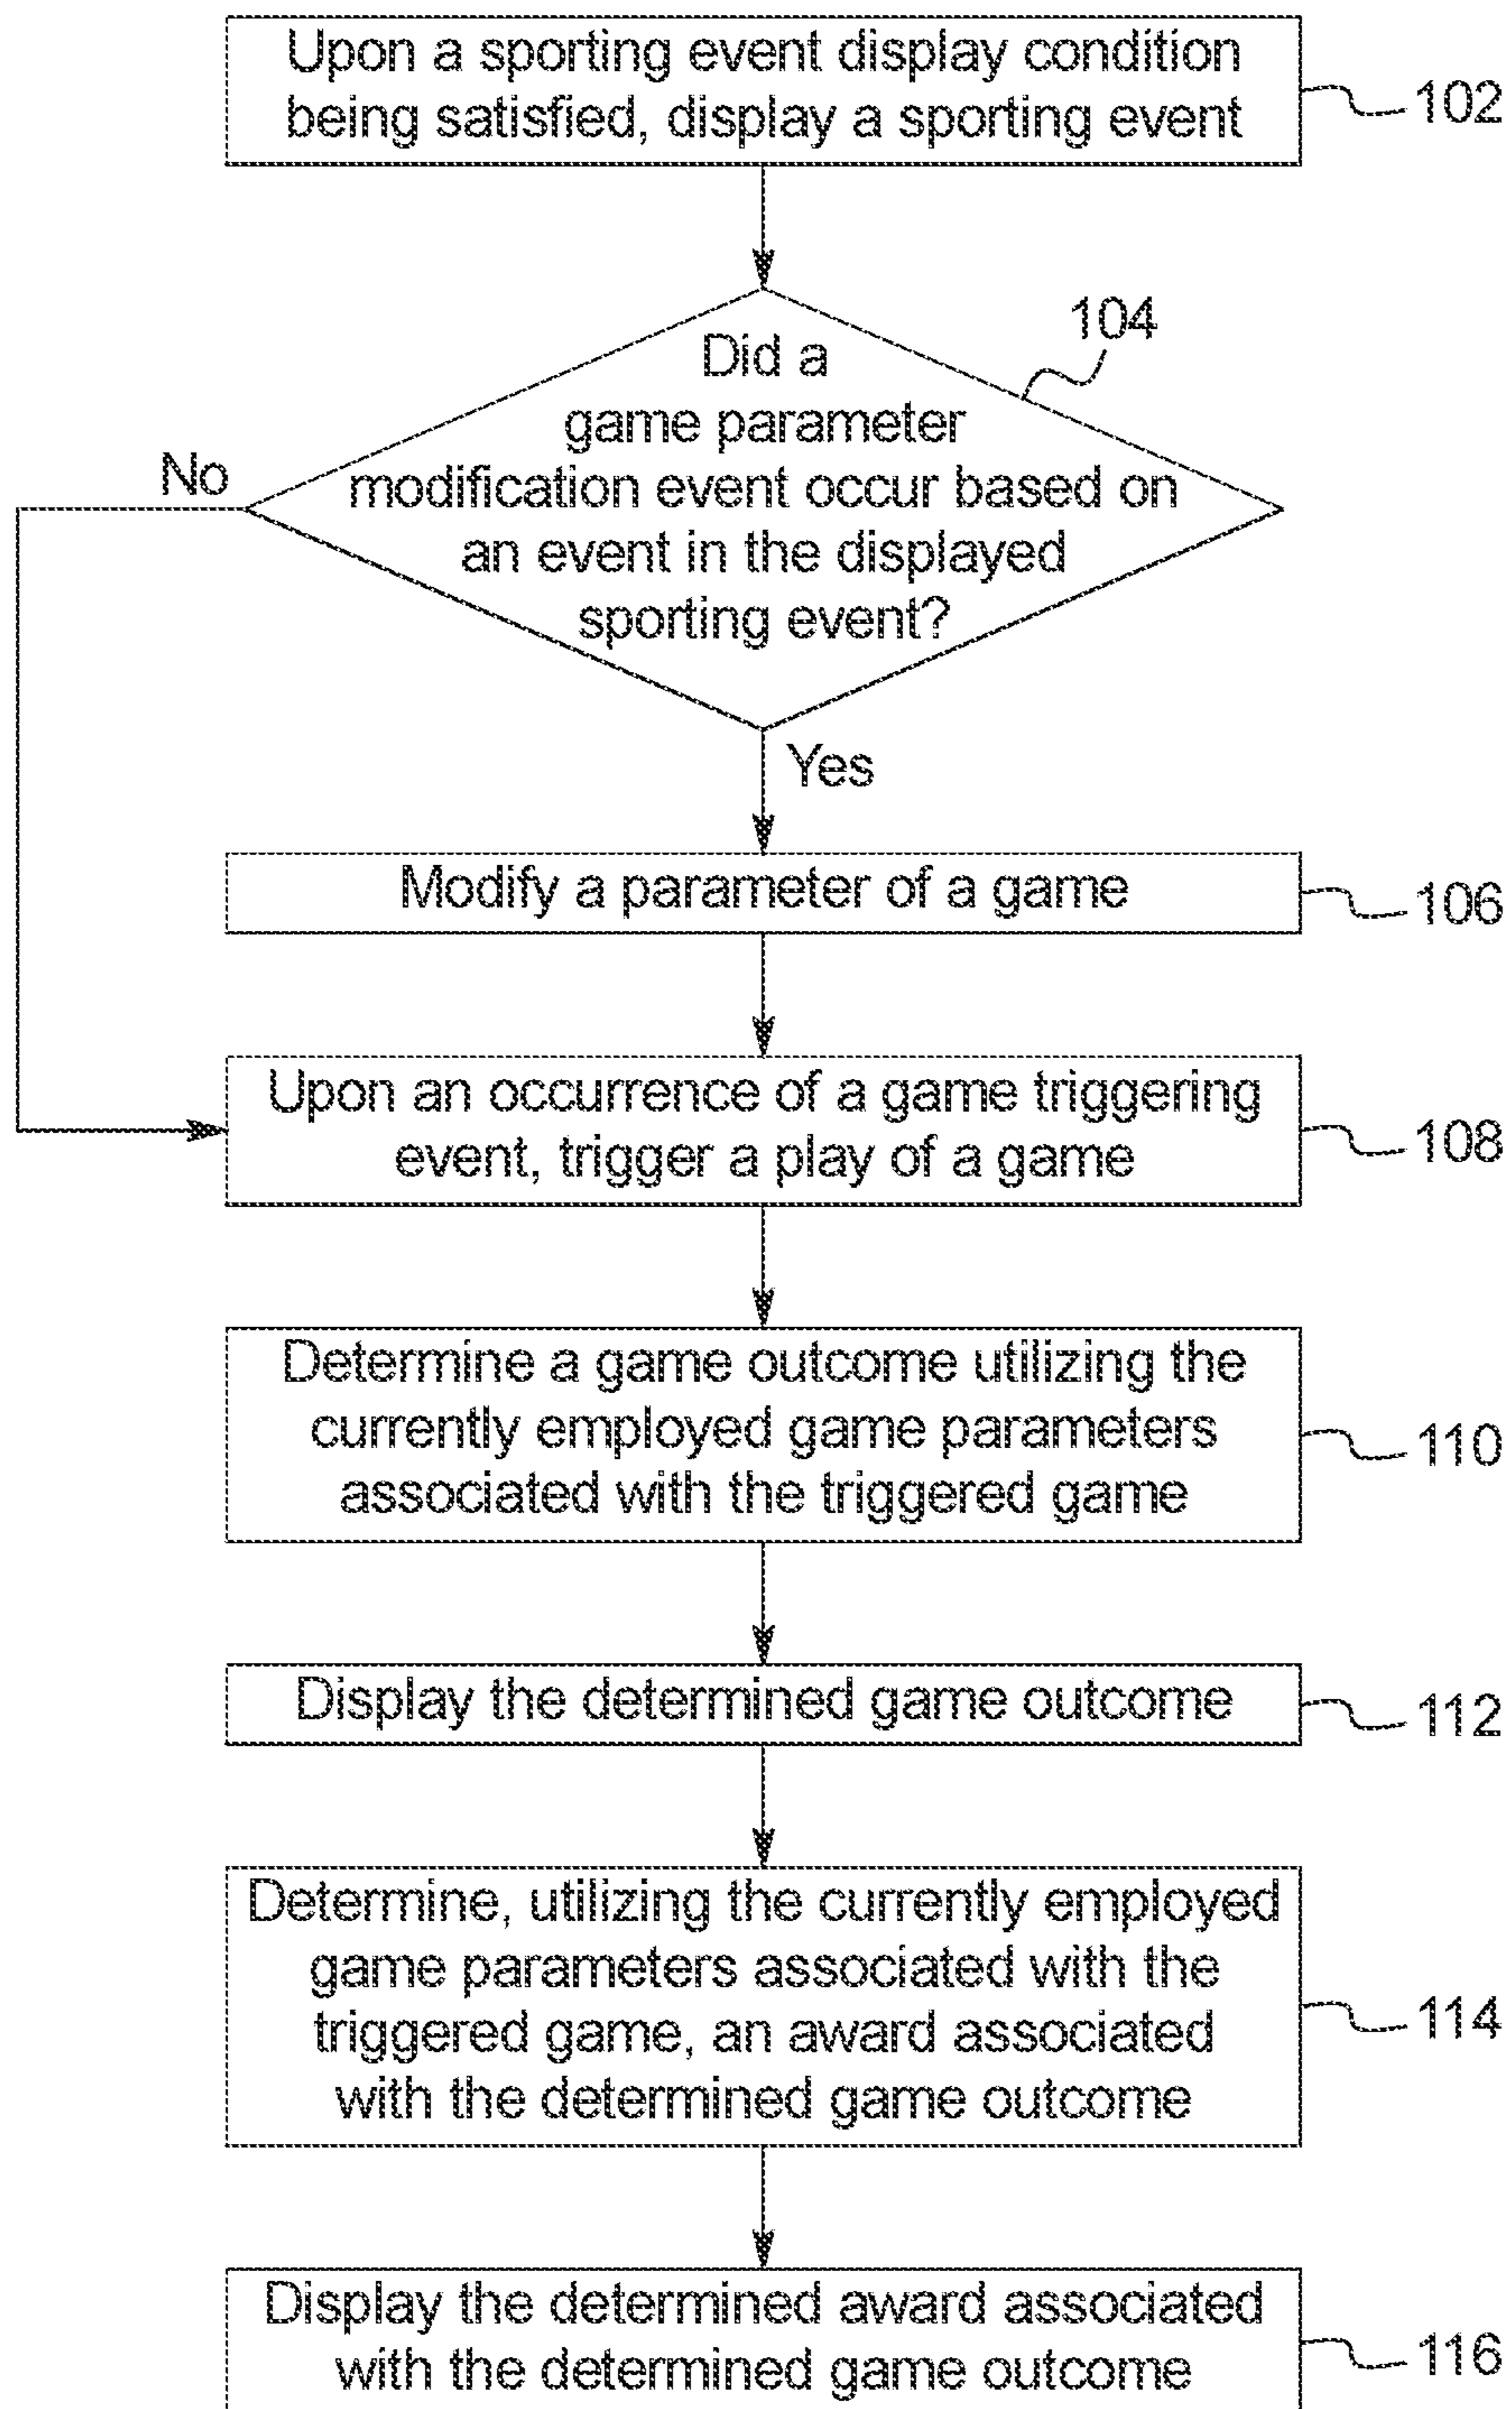 Upon a sporting event display condition
being satisfied, display a sporting event
102
104
Did a
game parameter
modification event occur based on
an event in the displayed
sporting event?
No
Yes
Modify a parameter of a game
106
Upon an occurrence of a game triggering
event, trigger a play of a game
108
Determine a game outcome utilizing the
currently employed game parameters
associated with the triggered game
110
Display the determined game outcome
112
Determine, utilizing the currently employed
game parameters associated with the
triggered game, an award associated
with the determined game outcome
114
Display the determined award associated
with the determined game outcome
116